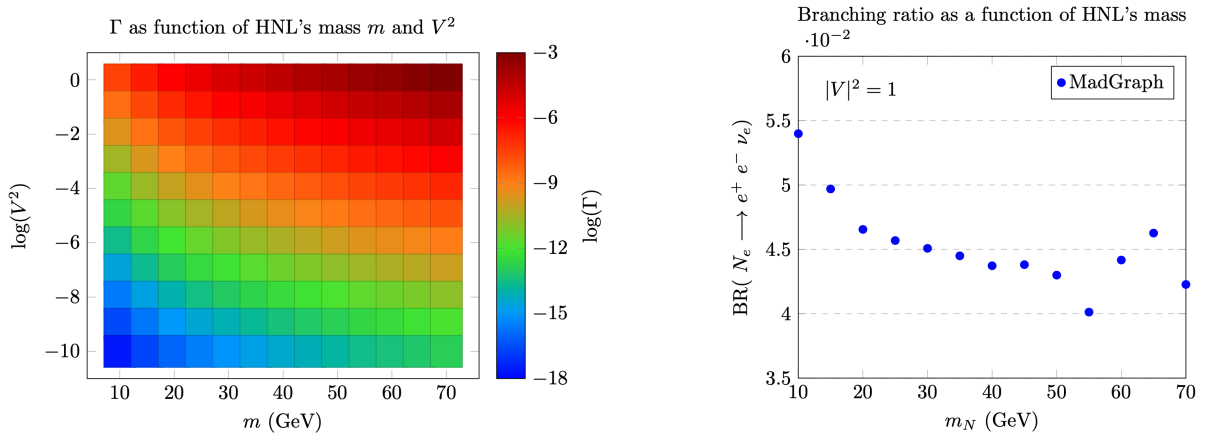 Γ as function of HNL's mass m and V²
0
−2
−4
−6
−8
−10
log(V²)
10 20 30 40 50 60 70
m (GeV)
−3
−6
−9
−12
−15
−18
log(Γ)
Branching ratio as a function of HNL's mass
·10⁻²
6
5.5
5
4.5
4
3.5
BR( Nₑ ⟶ e⁺ e⁻ νₑ)
|V|² = 1
MadGraph
10 20 30 40 50 60 70
m_N (GeV)